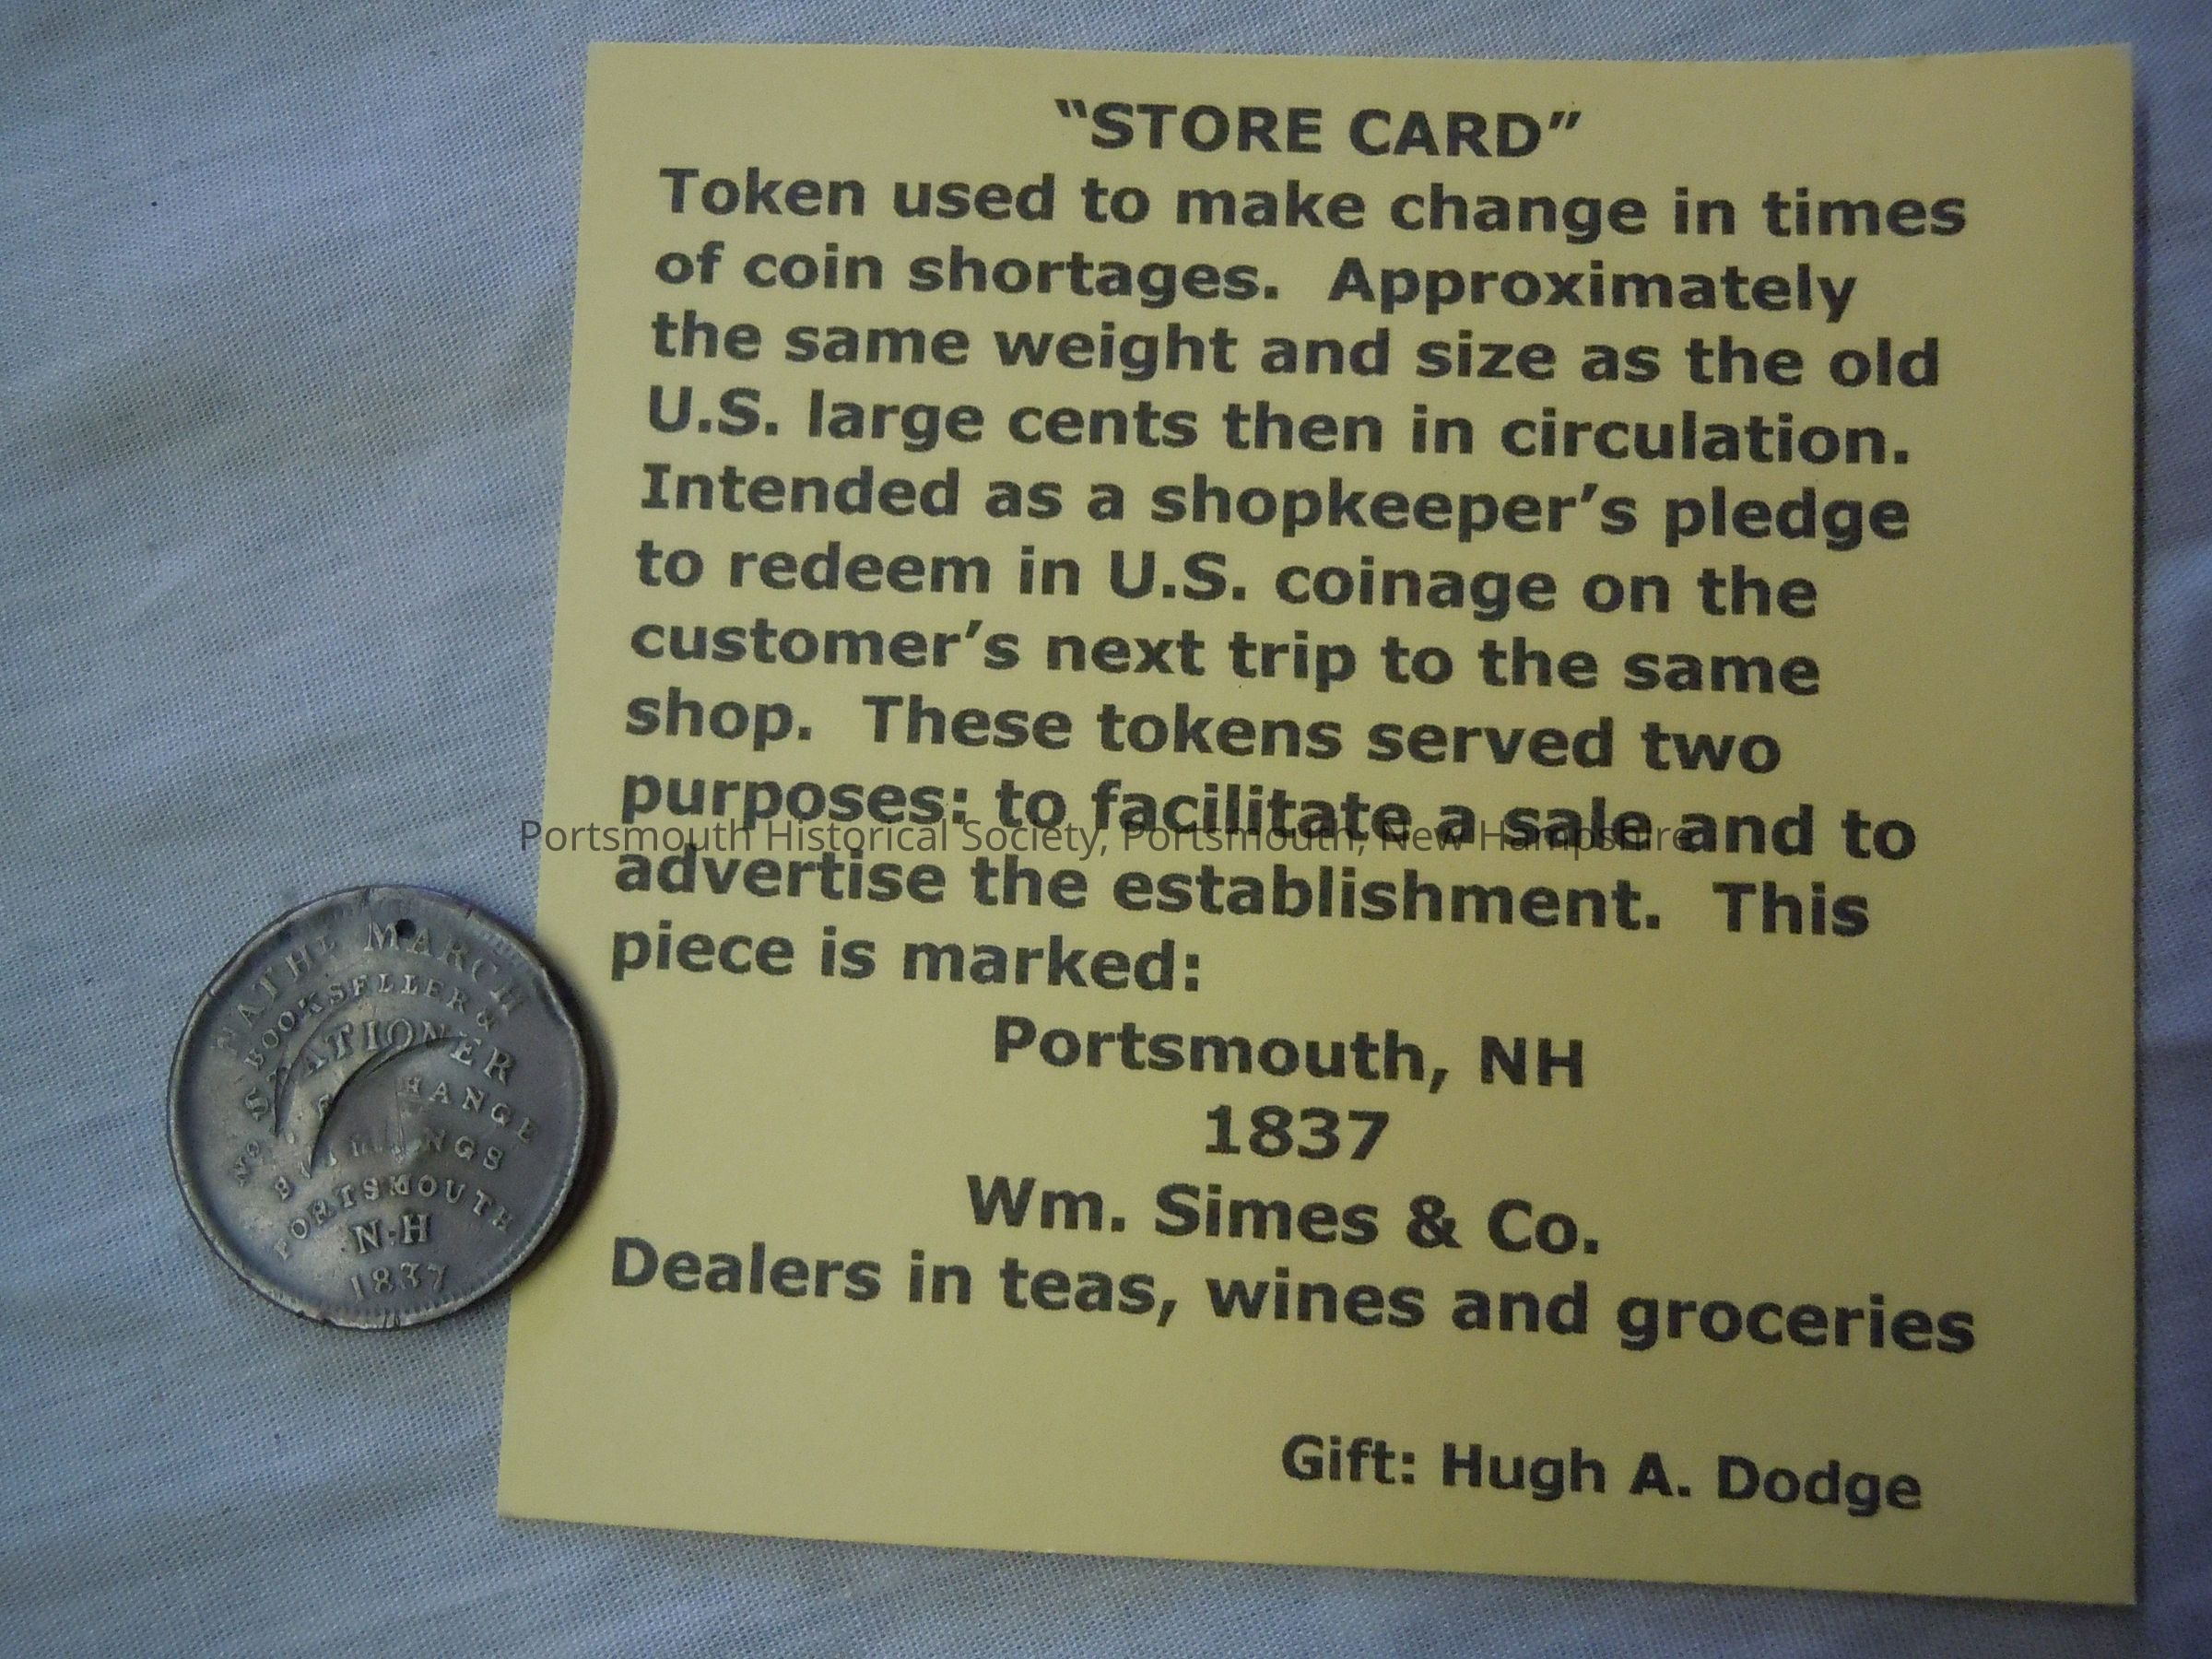 “STORE CARD”
Token used to make change in times
of coin shortages. Approximately
the same weight and size as the old
U.S. large cents then in circulation.
Intended as a shopkeeper’s pledge
to redeem in U.S. coinage on the
customer’s next trip to the same
shop. These tokens served two
purposes: to facilitate a sale and to
advertise the establishment. This
piece is marked:
Portsmouth, NH
1837
Wm. Simes & Co.
Dealers in teas, wines and groceries
Gift: Hugh A. Dodge
Portsmouth Historical Society, Portsmouth, New Hampshire
NATHL MARCH
BOOKSELLER &
PORTSMOUTH
N·H
1837